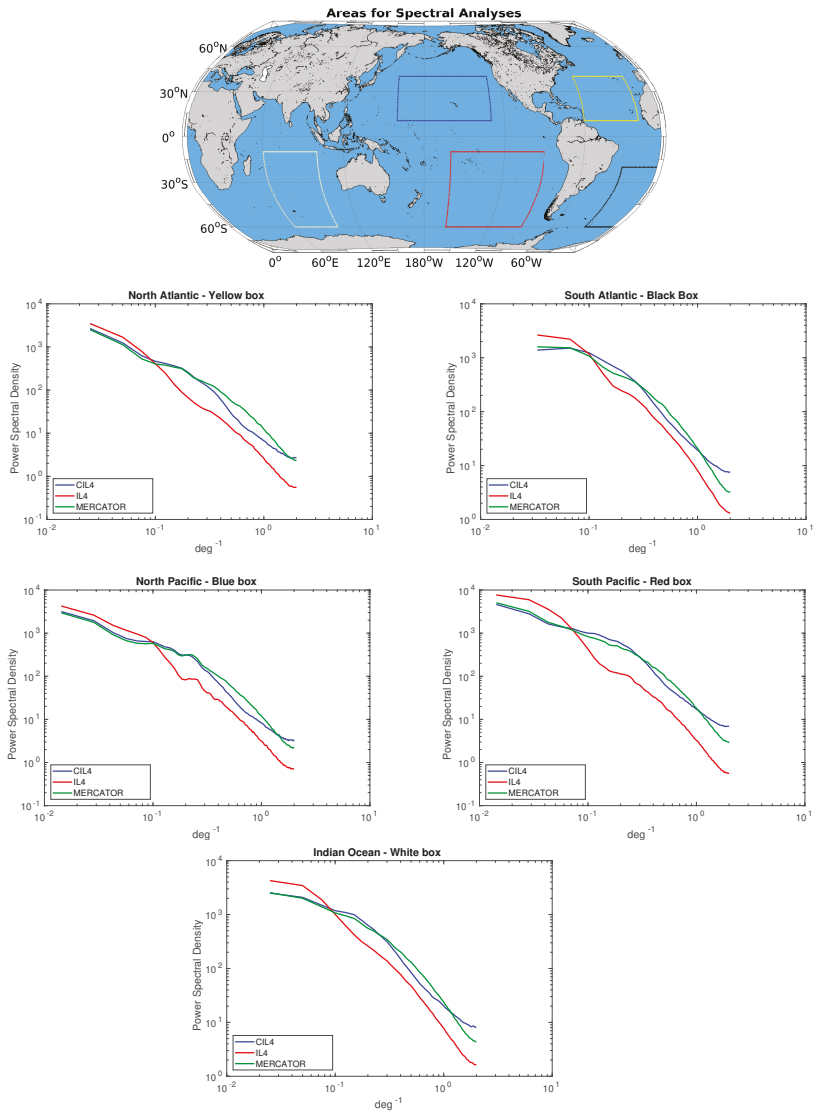 Areas for Spectral Analyses
60°N
30°N
0°
30°S
60°S
0° 60°E 120°E 180°W 120°W 60°W
North Atlantic - Yellow box
Power Spectral Density
10^4
10^3
10^2
10^1
10^0
10^-1
CIL4
IL4
MERCATOR
10^-2 10^-1 10^0 10^1
deg^-1
South Atlantic - Black Box
Power Spectral Density
10^4
10^3
10^2
10^1
10^0
CIL4
IL4
MERCATOR
10^-2 10^-1 10^0 10^1
deg^-1
North Pacific - Blue box
Power Spectral Density
10^4
10^3
10^2
10^1
10^0
10^-1
CIL4
IL4
MERCATOR
10^-2 10^-1 10^0 10^1
deg^-1
South Pacific - Red box
Power Spectral Density
10^4
10^3
10^2
10^1
10^0
10^-1
CIL4
IL4
MERCATOR
10^-2 10^-1 10^0 10^1
deg^-1
Indian Ocean - White box
Power Spectral Density
10^4
10^3
10^2
10^1
10^0
CIL4
IL4
MERCATOR
10^-2 10^-1 10^0 10^1
deg^-1